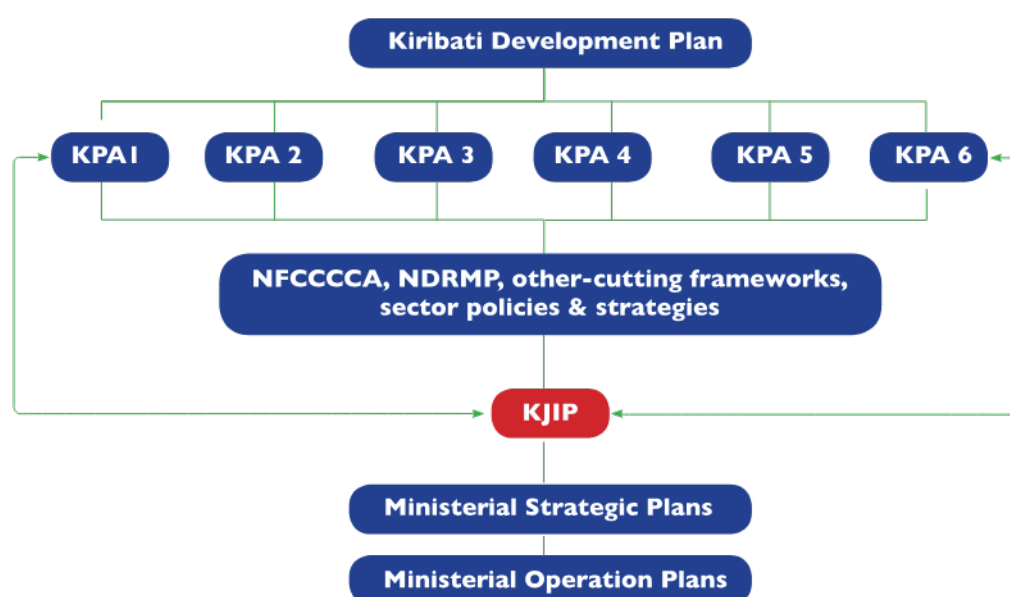 Kiribati Development Plan
KPA1
KPA 2
KPA 3
KPA 4
KPA 5
KPA 6
NFCCCCA, NDRMP, other-cutting frameworks,
sector policies & strategies
KJIP
Ministerial Strategic Plans
Ministerial Operation Plans